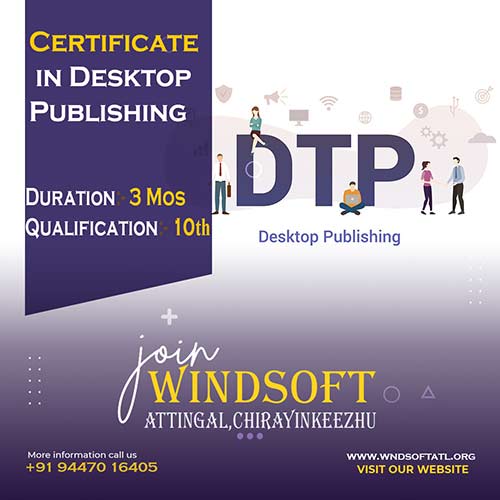 CERTIFICATE
IN DESKTOP
PUBLISHING
DURATION :- 3 MOS
QUALIFICATION :- 10th
DTP
Desktop Publishing
join
WINDSOFT
ATTINGAL,CHIRAYINKEEZHU
More information call us
+91 94470 16405
WWW.WNDSOFTATL.ORG
VISIT OUR WEBSITE